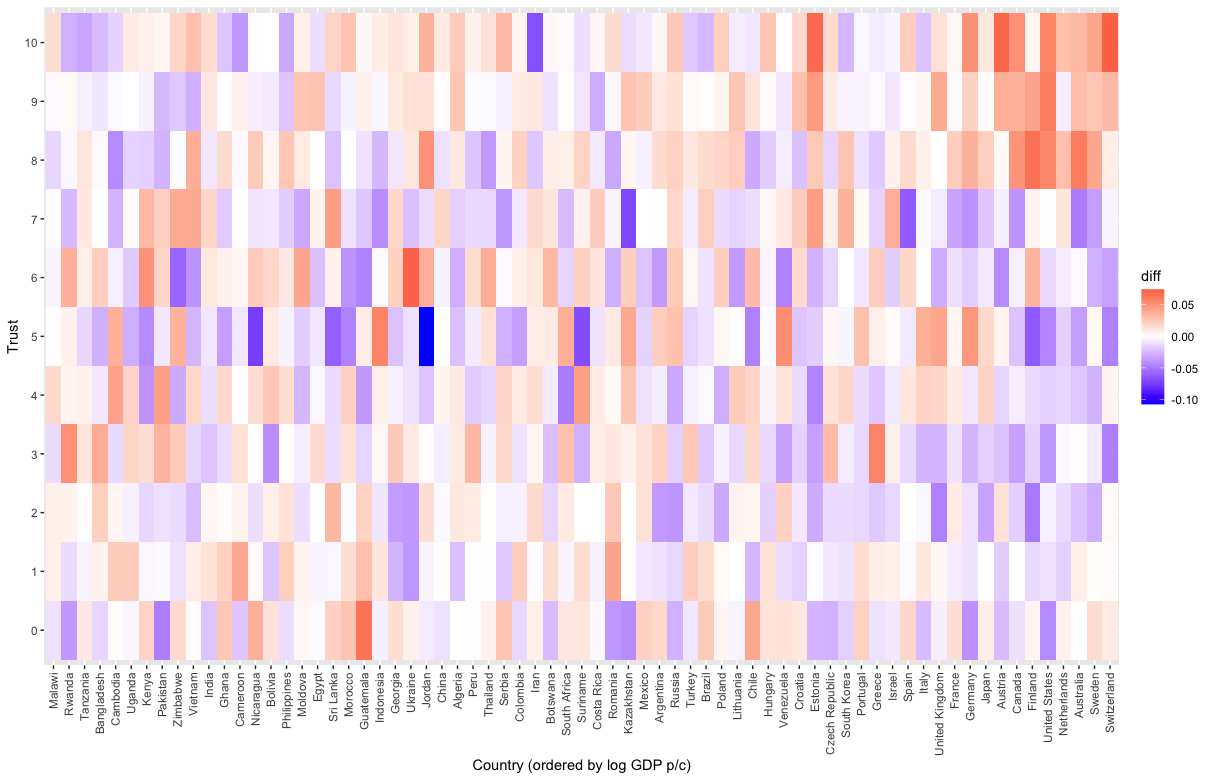 10
9
8
7
6
5
4
3
2
1
0
Trust
Malawi
Rwanda
Tanzania
Bangladesh
Cambodia
Uganda
Kenya
Pakistan
Zimbabwe
Vietnam
India
Ghana
Cameroon
Nicaragua
Bolivia
Philippines
Moldova
Egypt
Sri Lanka
Morocco
Guatemala
Indonesia
Georgia
Ukraine
Jordan
China
Algeria
Peru
Thailand
Serbia
Colombia
Iran
Botswana
South Africa
Suriname
Costa Rica
Romania
Kazakhstan
Mexico
Argentina
Russia
Turkey
Brazil
Poland
Lithuania
Chile
Hungary
Venezuela
Croatia
Estonia
Czech Republic
South Korea
Portugal
Greece
Israel
Spain
Italy
United Kingdom
France
Germany
Japan
Austria
Canada
Finland
United States
Netherlands
Australia
Sweden
Switzerland
Country (ordered by log GDP p/c)
diff
0.05
0.00
-0.05
-0.10